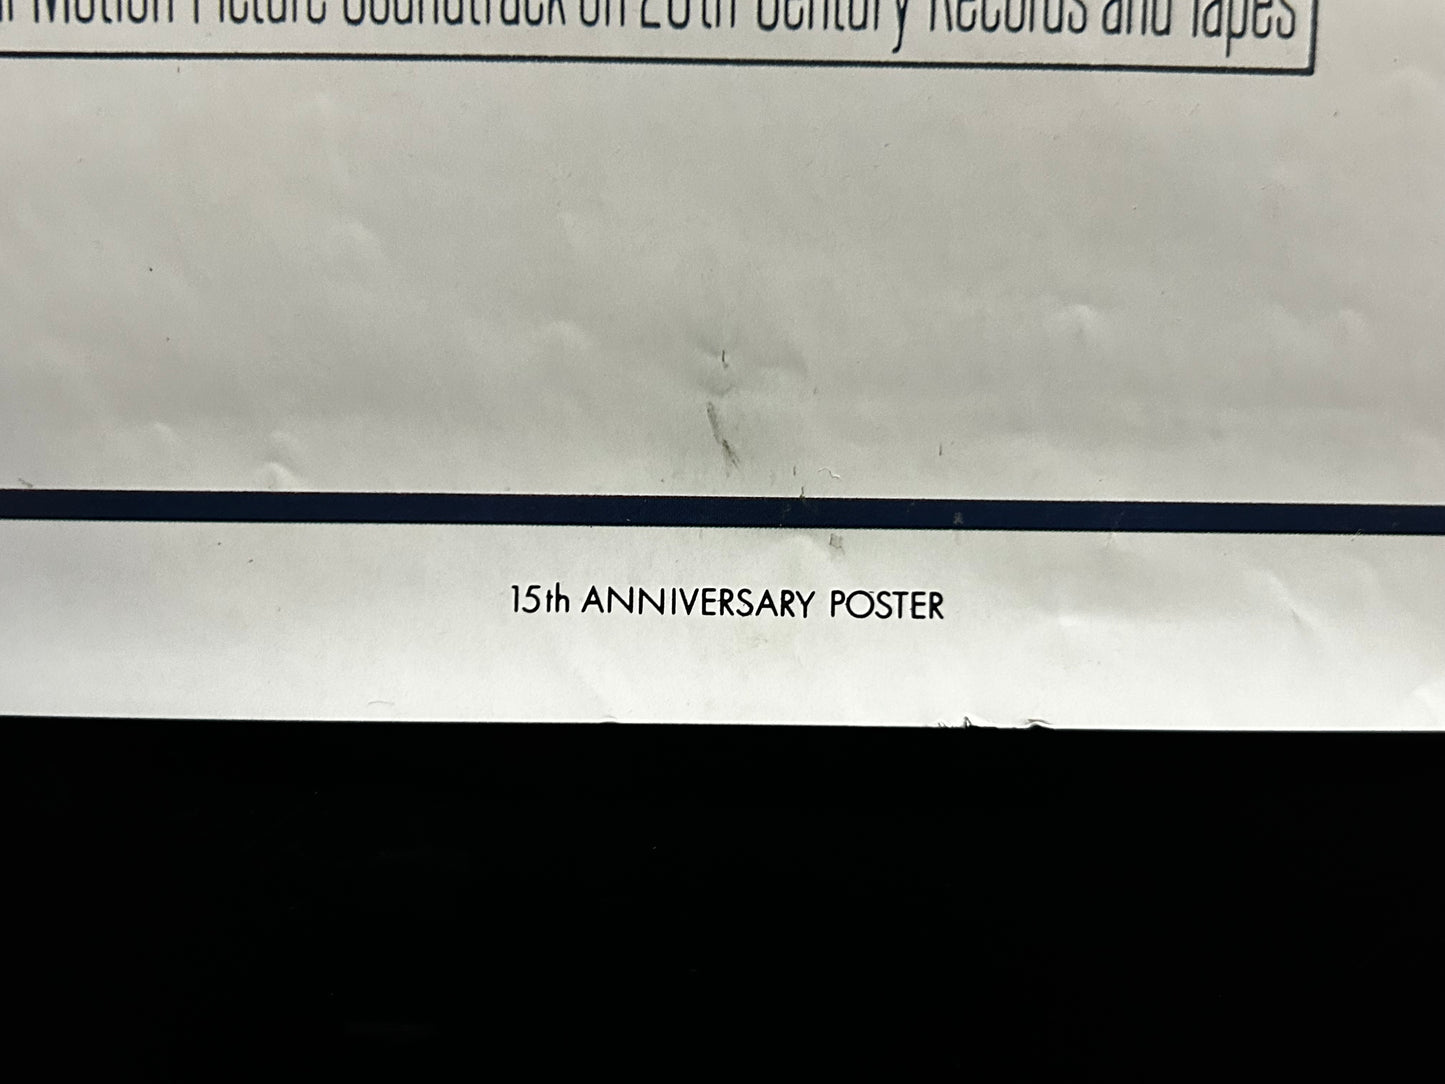 Motion Picture Soundtrack on 20th Century Records and Tapes
15th ANNIVERSARY POSTER